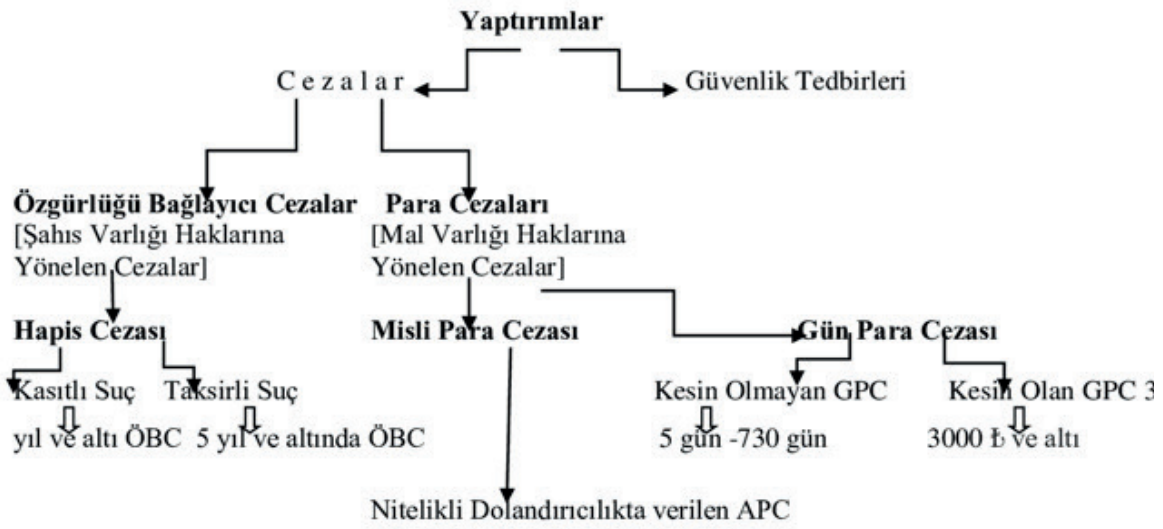 Yaptırımlar
C e z a l a r
Güvenlik Tedbirleri
Özgürlüğü Bağlayıcı Cezalar
[Şahıs Varlığı Haklarına
Yönelen Cezalar]
Para Cezaları
[Mal Varlığı Haklarına
Yönelen Cezalar]
Hapis Cezası
Misli Para Cezası
Gün Para Cezası
Kasıtlı Suç
Taksirli Suç
Kesin Olmayan GPC
Kesin Olan GPC 3
yıl ve altı ÖBC
5 yıl ve altında ÖBC
5 gün -730 gün
3000 ₺ ve altı
Nitelikli Dolandırıcılıkta verilen APC